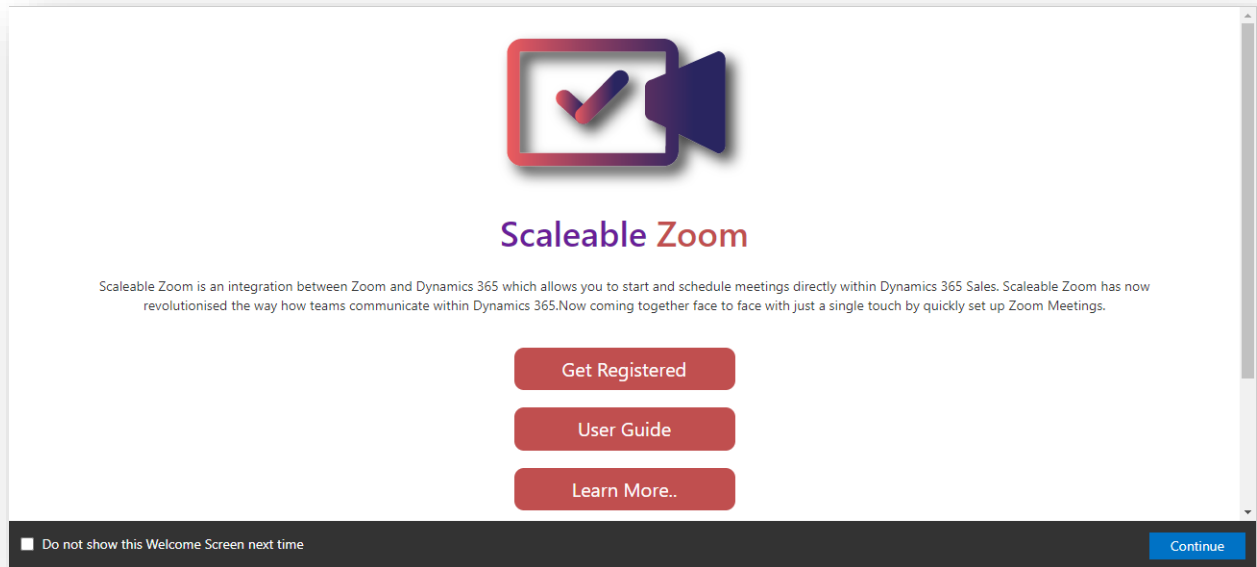 Scaleable Zoom
Scaleable Zoom is an integration between Zoom and Dynamics 365 which allows you to start and schedule meetings directly within Dynamics 365 Sales. Scaleable Zoom has now
revolutionised the way how teams communicate within Dynamics 365.Now coming together face to face with just a single touch by quickly set up Zoom Meetings.
Get Registered
User Guide
Learn More..
Do not show this Welcome Screen next time
Continue